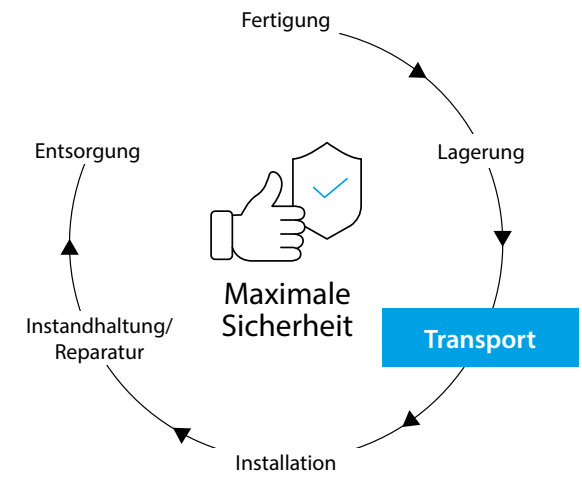 Fertigung
Lagerung
Transport
Installation
Instandhaltung/
Reparatur
Entsorgung
Maximale
Sicherheit